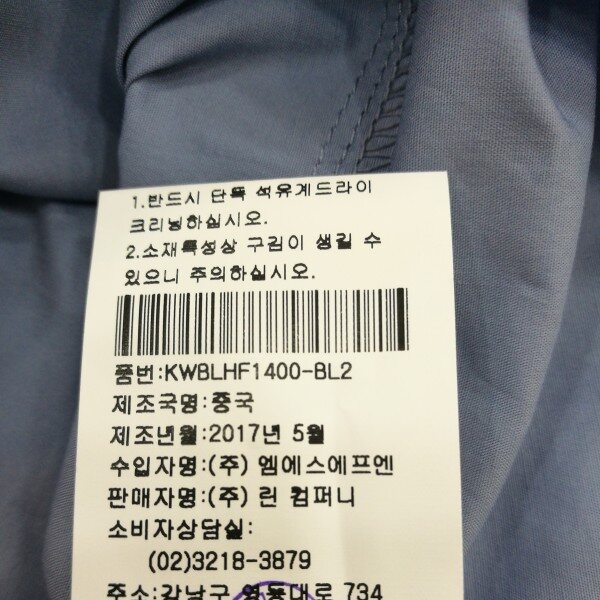 1.반드시 단독 석유계드라이
크리닝하십시오.
2.소재특성상 구김이 생길 수
있으니 주의하십시오.
품번:KWBLHF1400-BL2
제조국명:중국
제조년월:2017년 5월
수입자명:(주) 엠에스에프엔
판매자명:(주) 린 컴퍼니
소비자상담실:
(02)3218-3879
주소:강남구 영동대로 734